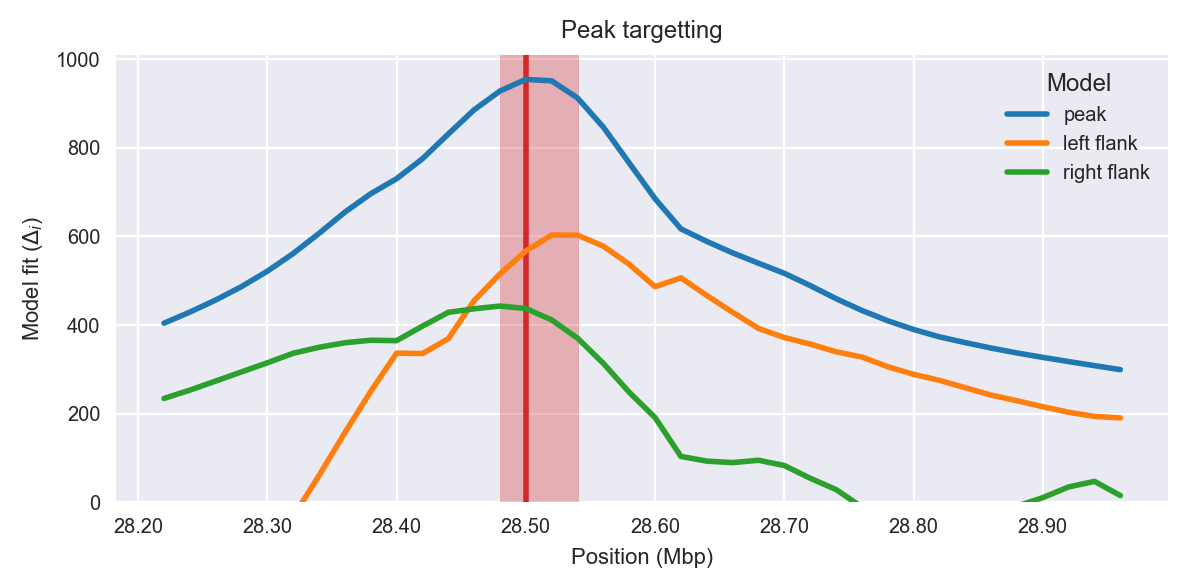 Peak targetting
1000
800
600
400
200
0
Model fit (Δi)
28.20 28.30 28.40 28.50 28.60 28.70 28.80 28.90
Position (Mbp)
Model
peak
left flank
right flank